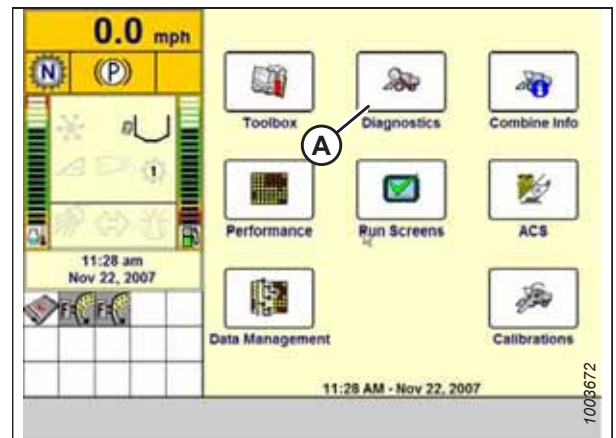 0.0 mph
N
(P)
Toolbox
Diagnostics
Combine Info
A
1
Performance
Run Screens
ACS
11:28 am
Nov 22, 2007
F=
F=
Data Management
Calibrations
11:28 AM - Nov 22, 2007
1003672